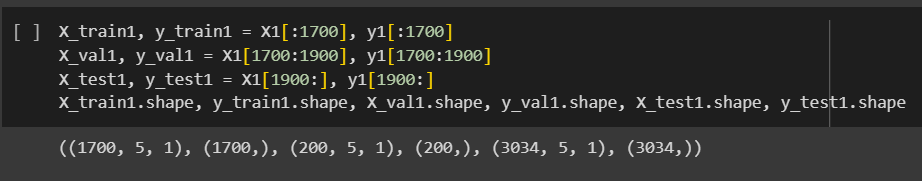 [ ] X_train1, y_train1 = X1[:1700], y1[:1700]
X_val1, y_val1 = X1[1700:1900], y1[1700:1900]
X_test1, y_test1 = X1[1900:], y1[1900:]
X_train1.shape, y_train1.shape, X_val1.shape, y_val1.shape, X_test1.shape, y_test1.shape
((1700, 5, 1), (1700,), (200, 5, 1), (200,), (3034, 5, 1), (3034,))